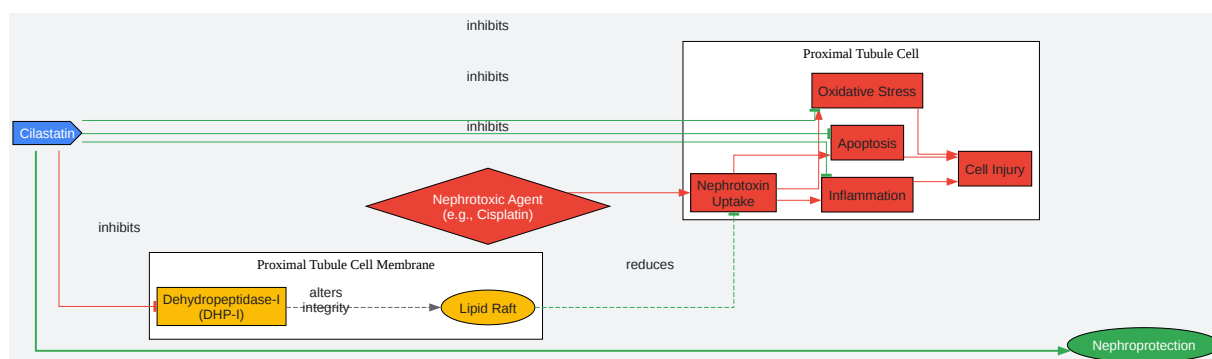 inhibits
Proximal Tubule Cell
inhibits
Oxidative Stress
inhibits
Cilastatin
Apoptosis
Cell Injury
Nephrotoxic Agent
(e.g., Cisplatin)
Nephrotoxin
Uptake
Inflammation
inhibits
Proximal Tubule Cell Membrane
reduces
Dehydropeptidase-I
(DHP-I)
alters
integrity
Lipid Raft
Nephroprotection